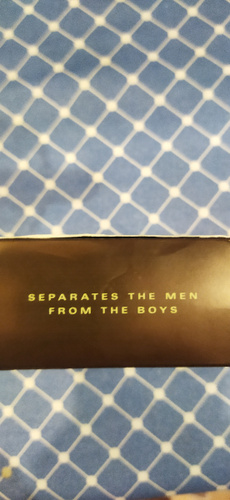 SEPARATES THE MEN
FROM THE BOYS